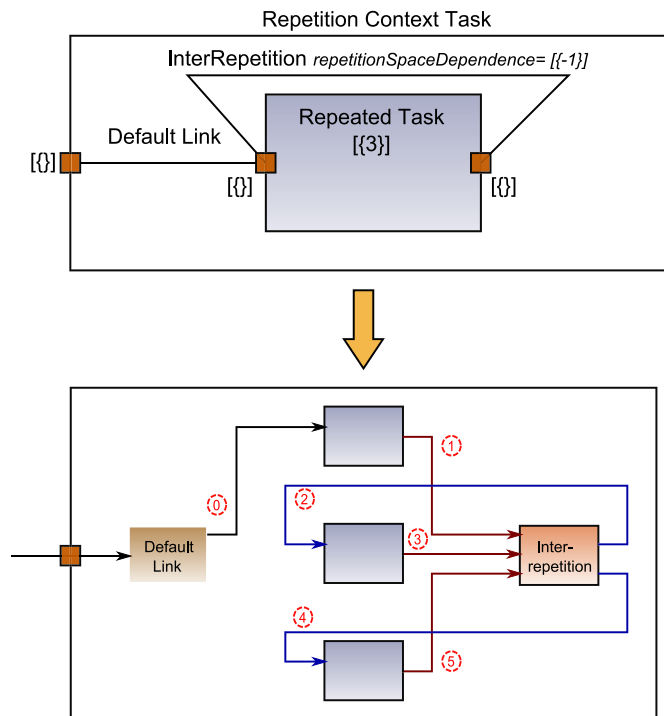 Repetition Context Task
InterRepetition repetitionSpaceDependence= [{-1}]
Repeated Task
[{3}]
Default Link
[{}]
[{}]
[{}]
0
1
2
3
Default
Link
Inter-
repetition
4
5